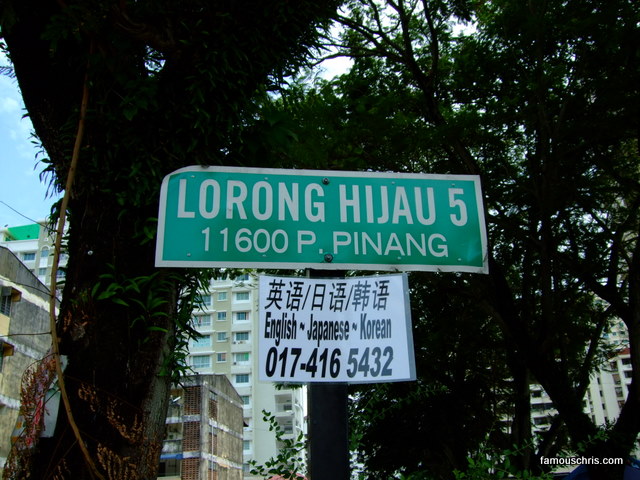 LORONG HIJAU 5
11600 P. PINANG
英语/日语/韩语
English ~ Japanese ~ Korean
017-416 5432
famouschris.com